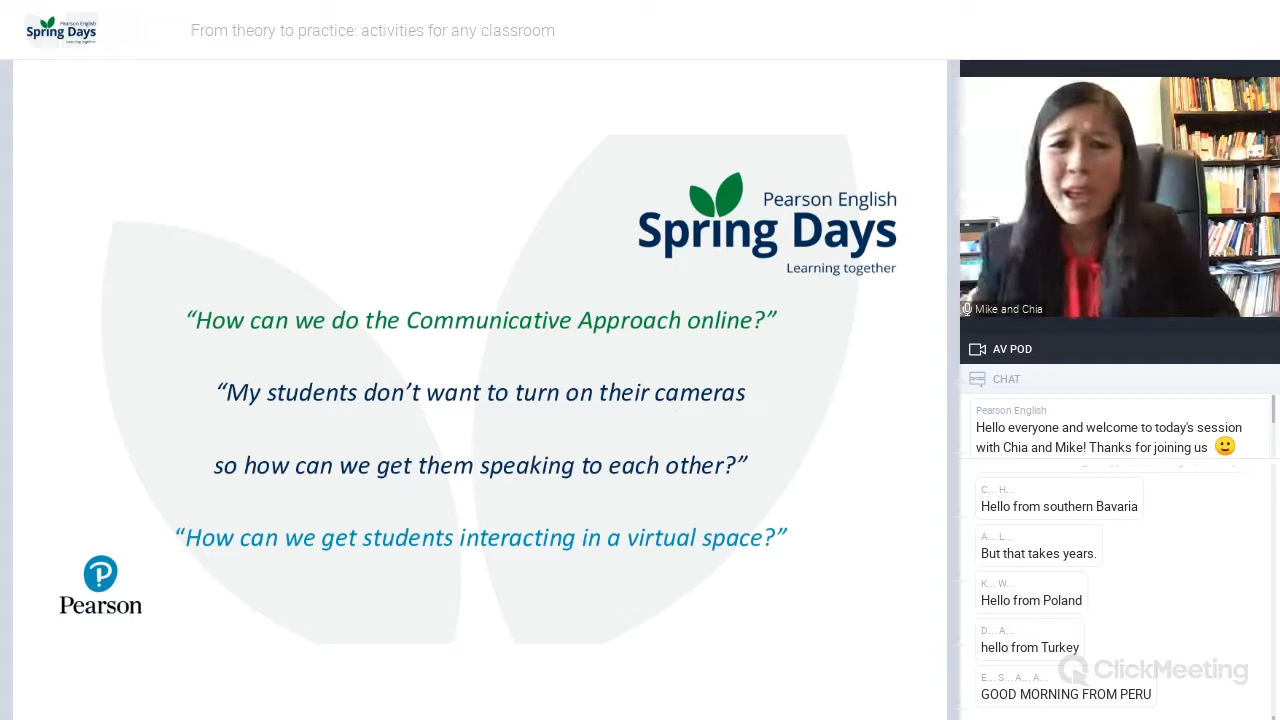 Pearson English
Spring Days
Learning together
From theory to practice: activities for any classroom
Pearson English
Spring Days
Learning together
“How can we do the Communicative Approach online?”
“My students don’t want to turn on their cameras
so how can we get them speaking to each other?”
“How can we get students interacting in a virtual space?”
Pearson
Mike and Chia
AV POD
CHAT
Pearson English
Hello everyone and welcome to today's session
with Chia and Mike! Thanks for joining us 🙂
C... H...
Hello from southern Bavaria
A... L...
But that takes years.
K... W...
Hello from Poland
D... A...
hello from Turkey
E... S... A... A...
GOOD MORNING FROM PERU
ClickMeeting